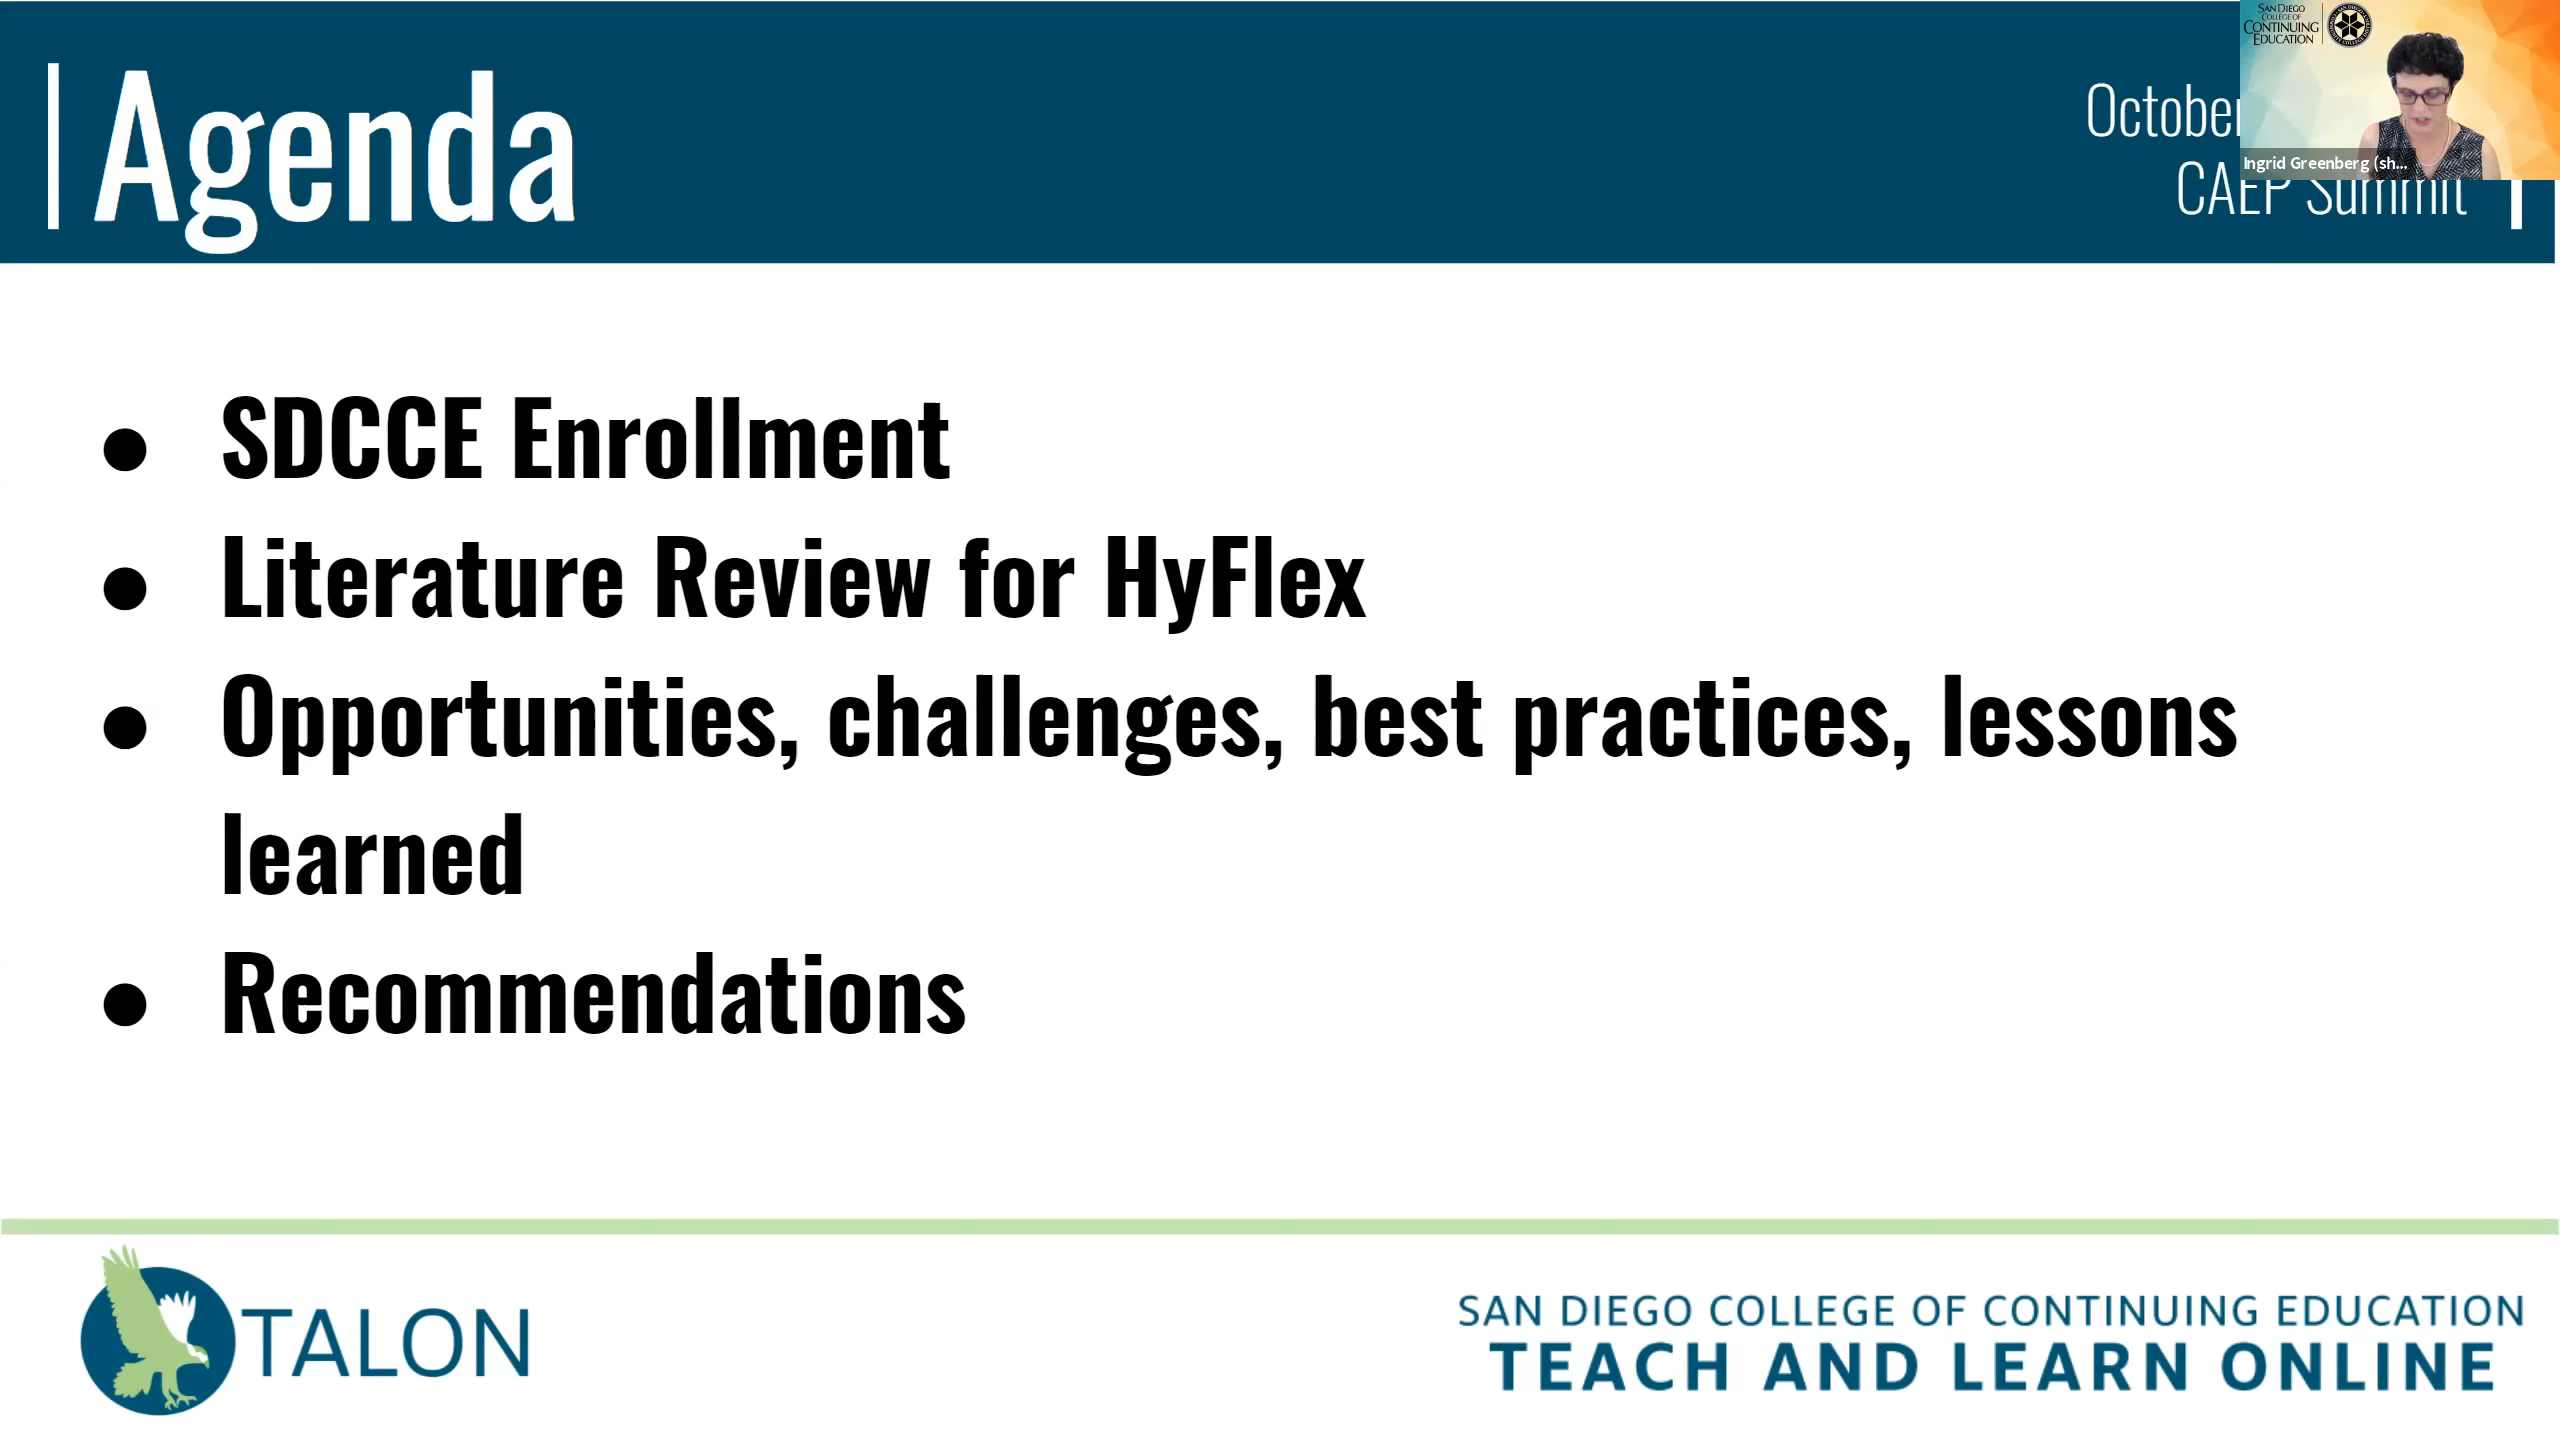 Agenda
October
CAEP Summit
SAN DIEGO
COLLEGE OF
CONTINUING
EDUCATION
Ingrid Greenberg (sh...
● SDCCE Enrollment
● Literature Review for HyFlex
● Opportunities, challenges, best practices, lessons
learned
● Recommendations
TALON
SAN DIEGO COLLEGE OF CONTINUING EDUCATION
TEACH AND LEARN ONLINE